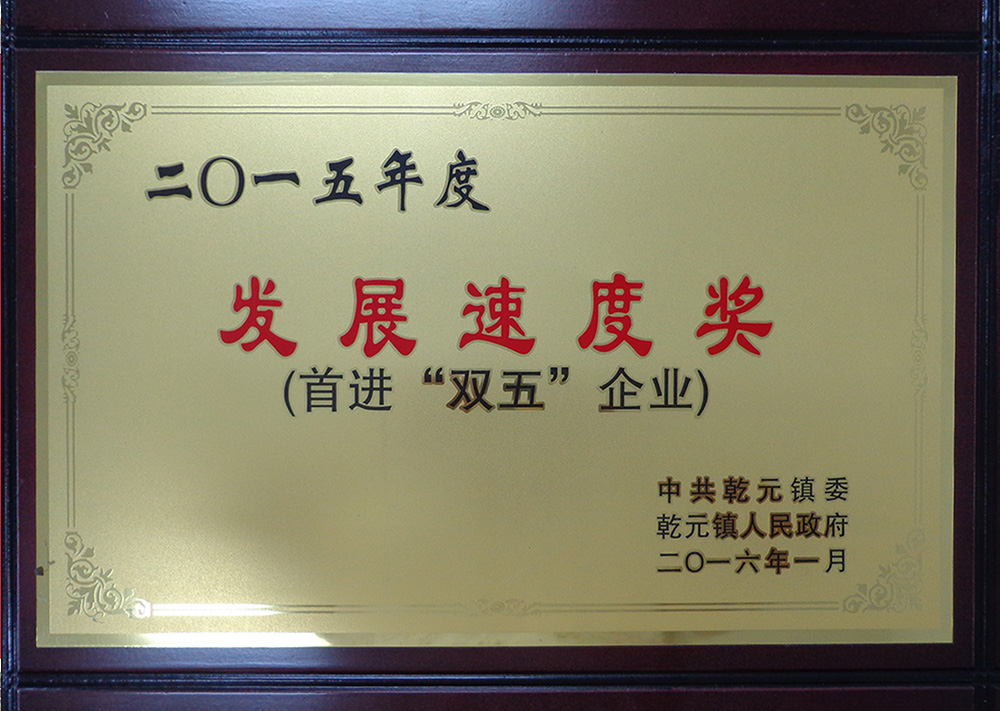 二〇一五年度
发展速度奖
(首进“双五”企业)
中共乾元镇委
乾元镇人民政府
二〇一六年一月